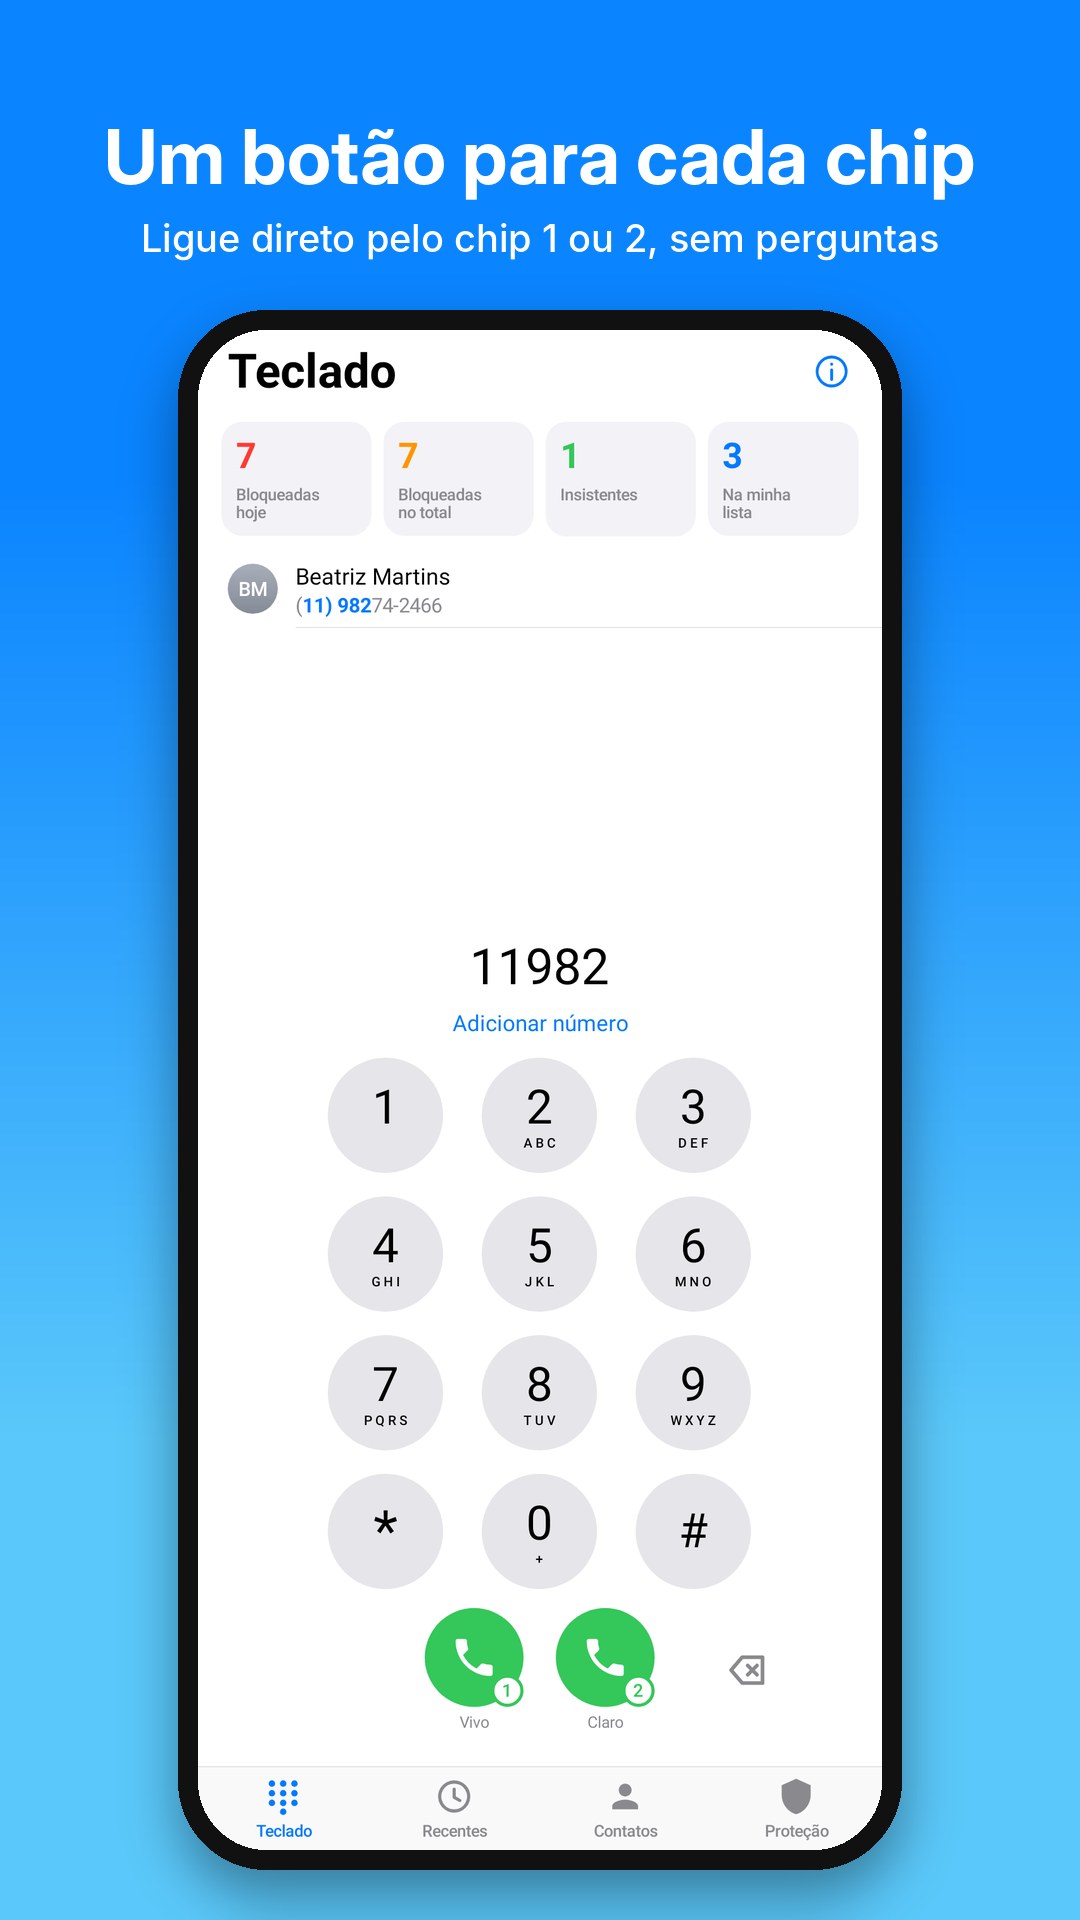 Um botão para cada chip
Ligue direto pelo chip 1 ou 2, sem perguntas
Teclado
7
Bloqueadas
hoje
7
Bloqueadas
no total
1
Insistentes
3
Na minha
lista
BM
Beatriz Martins
(11) 98274-2466
11982
Adicionar número
1
2
ABC
3
DEF
4
GHI
5
JKL
6
MNO
7
PQRS
8
TUV
9
WXYZ
*
0
+
#
1
Vivo
2
Claro
Teclado
Recentes
Contatos
Proteção